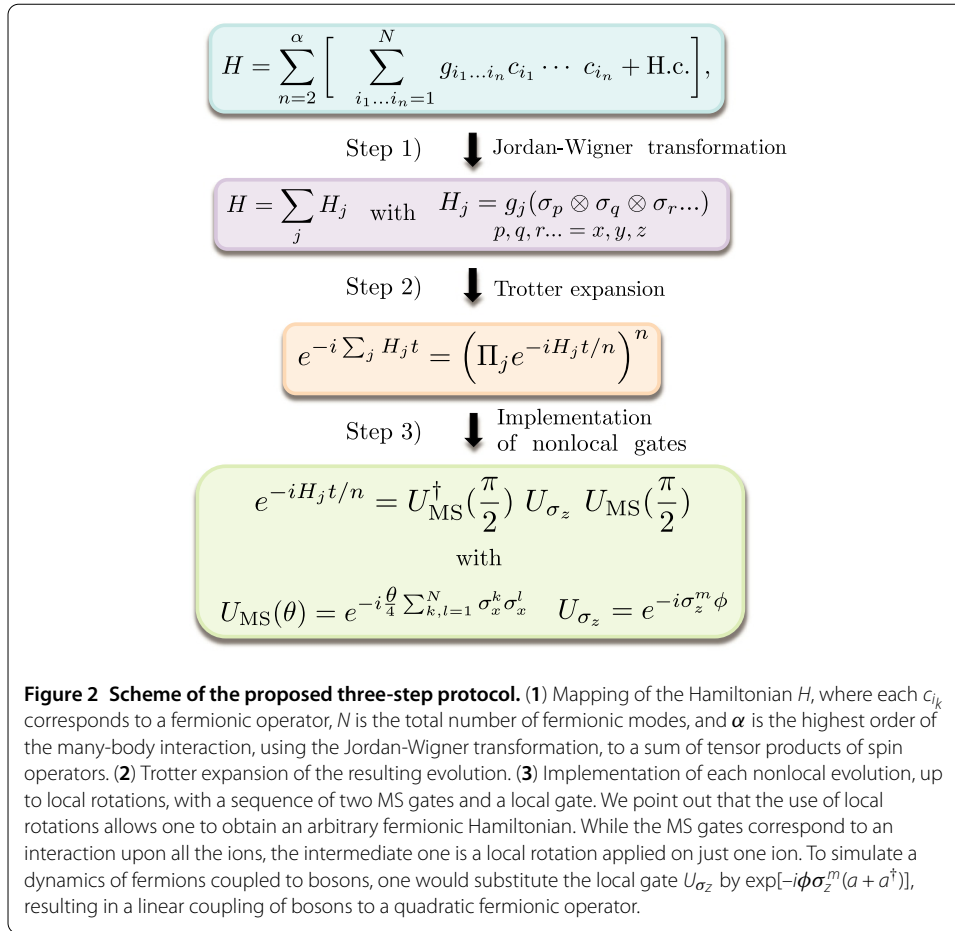 H = \sum_{n=2}^{\alpha} \Big[ \sum_{i_1 \ldots i_n=1}^{N} g_{i_1 \ldots i_n} c_{i_1} \cdots c_{i_n} + \text{H.c.} \Big],
Step 1) Jordan-Wigner transformation
H = \sum_j H_j with H_j = g_j(\sigma_p \otimes \sigma_q \otimes \sigma_r ...)
p, q, r... = x, y, z
Step 2) Trotter expansion
e^{-i \sum_j H_j t} = \left( \Pi_j e^{-i H_j t/n} \right)^n
Step 3) Implementation
of nonlocal gates
e^{-i H_j t/n} = U_{\text{MS}}^{\dagger}(\frac{\pi}{2}) U_{\sigma_z} U_{\text{MS}}(\frac{\pi}{2})
with
U_{\text{MS}}(\theta) = e^{-i \frac{\theta}{4} \sum_{k,l=1}^{N} \sigma_x^k \sigma_x^l} U_{\sigma_z} = e^{-i \sigma_z^m \phi}
Figure 2 Scheme of the proposed three-step protocol. (1) Mapping of the Hamiltonian H, where each c_{i_k}
corresponds to a fermionic operator, N is the total number of fermionic modes, and α is the highest order of
the many-body interaction, using the Jordan-Wigner transformation, to a sum of tensor products of spin
operators. (2) Trotter expansion of the resulting evolution. (3) Implementation of each nonlocal evolution, up
to local rotations, with a sequence of two MS gates and a local gate. We point out that the use of local
rotations allows one to obtain an arbitrary fermionic Hamiltonian. While the MS gates correspond to an
interaction upon all the ions, the intermediate one is a local rotation applied on just one ion. To simulate a
dynamics of fermions coupled to bosons, one would substitute the local gate U_{σ_z} by exp[–iϕσ_z^m(a + a^†)],
resulting in a linear coupling of bosons to a quadratic fermionic operator.